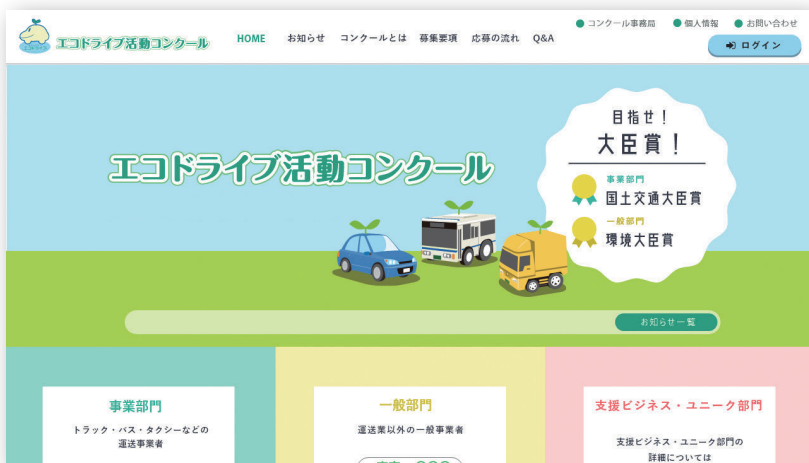 コンクール事務局 個人情報 お問い合わせ
エコドライブ活動コンクール HOME お知らせ コンクールとは 募集要項 応募の流れ Q&A
ログイン
目指せ！
大臣賞！
エコドライブ活動コンクール
事業部門
国土交通大臣賞
一般部門
環境大臣賞
お知らせ一覧
事業部門
トラック・バス・タクシーなどの
運送事業者
一般部門
運送業以外の一般事業者
支援ビジネス・ユニーク部門
支援ビジネス・ユニーク部門の
詳細については